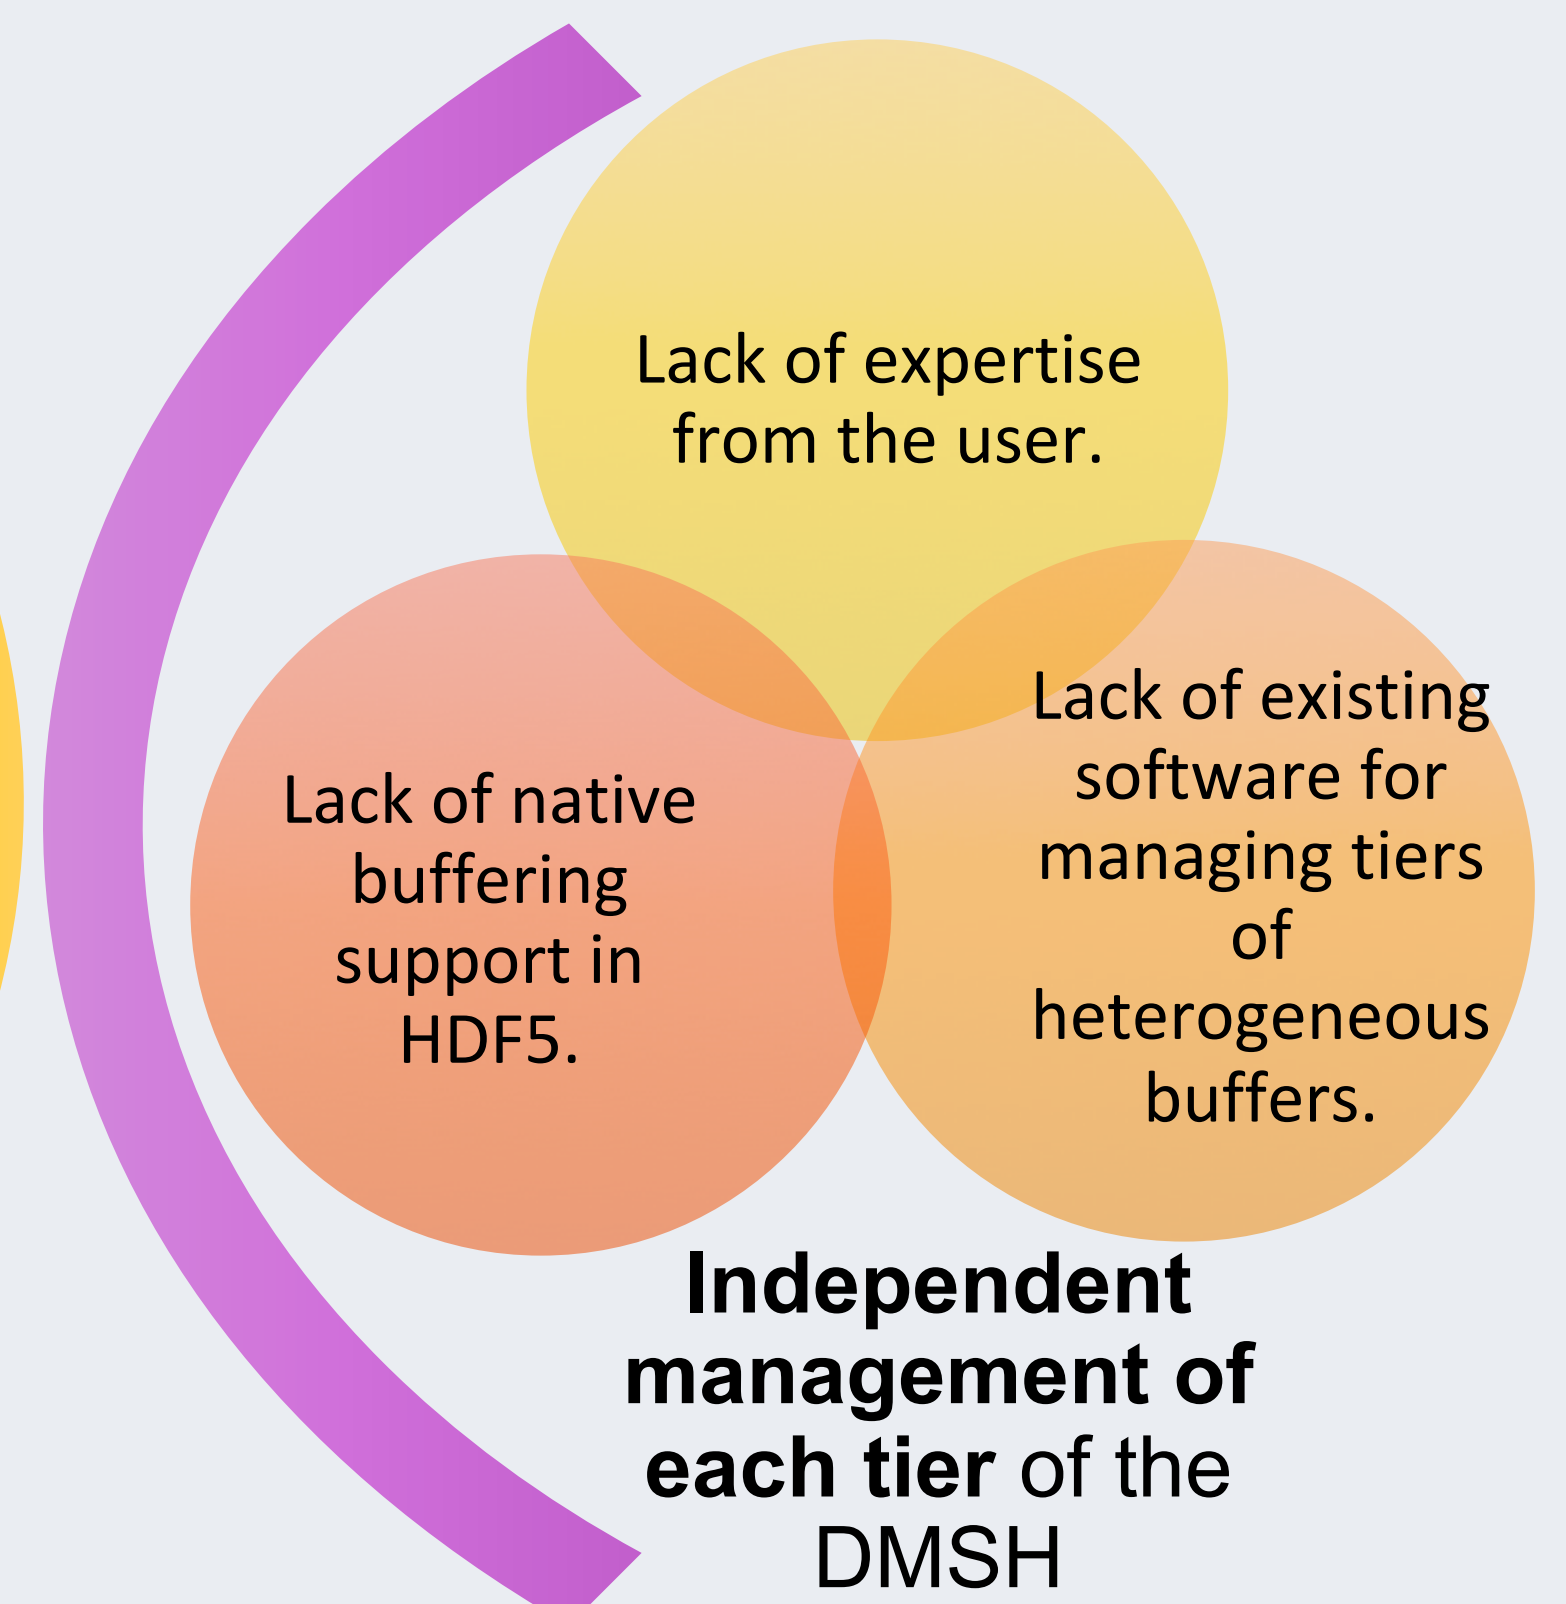 Lack of expertise
from the user.
Lack of native
buffering
support in
HDF5.
Lack of existing
software for
managing tiers
of
heterogeneous
buffers.
Independent
management of
each tier of the
DMSH